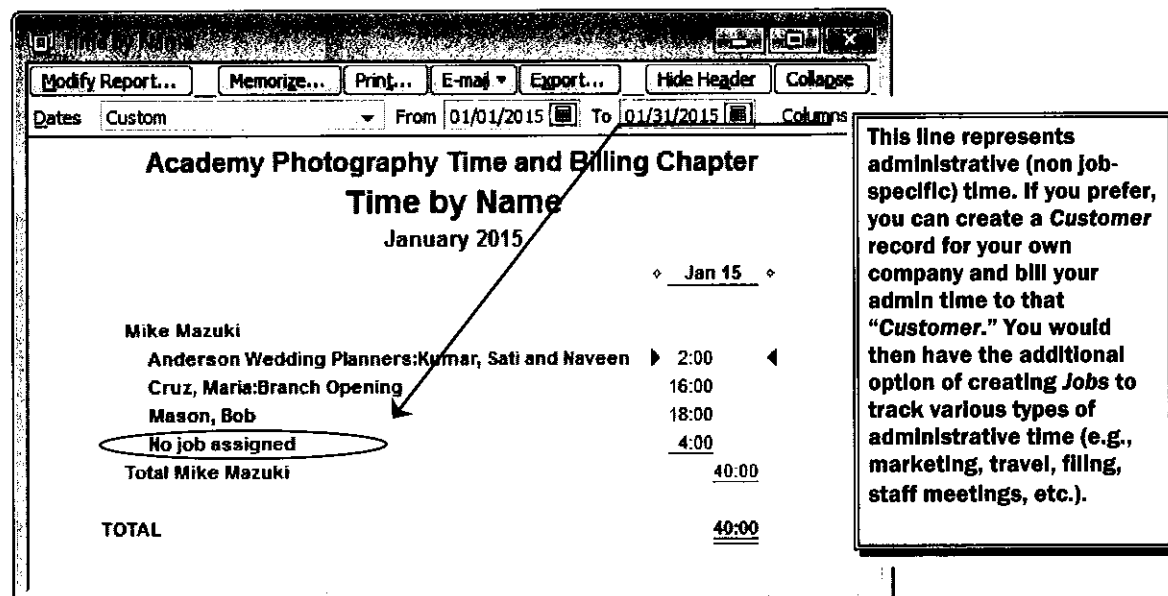 Time by Name
Modify Report... Memorize... Print... E-mail Export... Hide Header Collapse
Dates Custom From 01/01/2015 To 01/31/2015 Columns
Academy Photography Time and Billing Chapter
Time by Name
January 2015
Jan 15
Mike Mazuki
Anderson Wedding Planners:Kumar, Sati and Naveen 2:00
Cruz, Maria:Branch Opening 16:00
Mason, Bob 18:00
No job assigned 4:00
Total Mike Mazuki 40:00
TOTAL 40:00
This line represents
administrative (non job-
specific) time. If you prefer,
you can create a Customer
record for your own
company and bill your
admin time to that
"Customer." You would
then have the additional
option of creating Jobs to
track various types of
administrative time (e.g.,
marketing, travel, filing,
staff meetings, etc.).